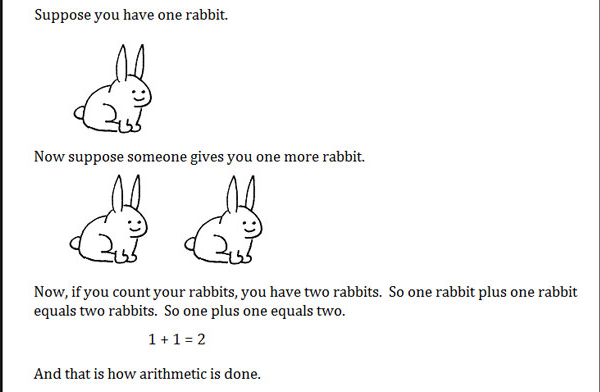 Suppose you have one rabbit.
Now suppose someone gives you one more rabbit.
Now, if you count your rabbits, you have two rabbits.  So one rabbit plus one rabbit
equals two rabbits.  So one plus one equals two.
1 + 1 = 2
And that is how arithmetic is done.